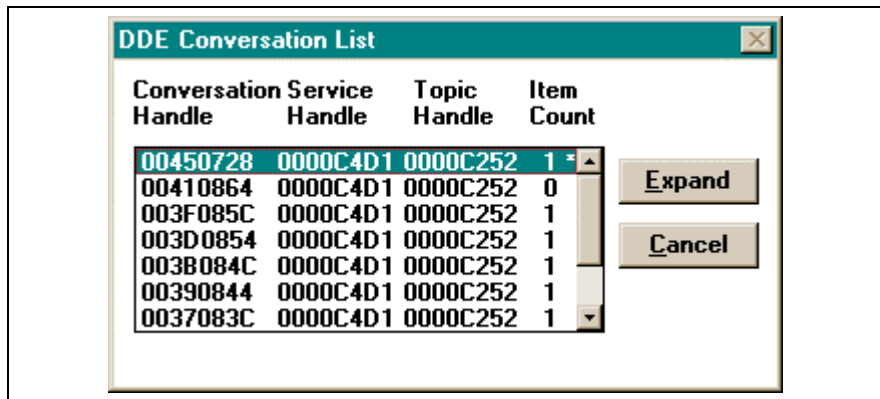 DDE Conversation List
Conversation Service Topic Item
Handle Handle Handle Count
00450728 0000C4D1 0000C252 1 *
00410864 0000C4D1 0000C252 0
003F085C 0000C4D1 0000C252 1
003D0854 0000C4D1 0000C252 1
003B084C 0000C4D1 0000C252 1
00390844 0000C4D1 0000C252 1
0037083C 0000C4D1 0000C252 1
Expand
Cancel